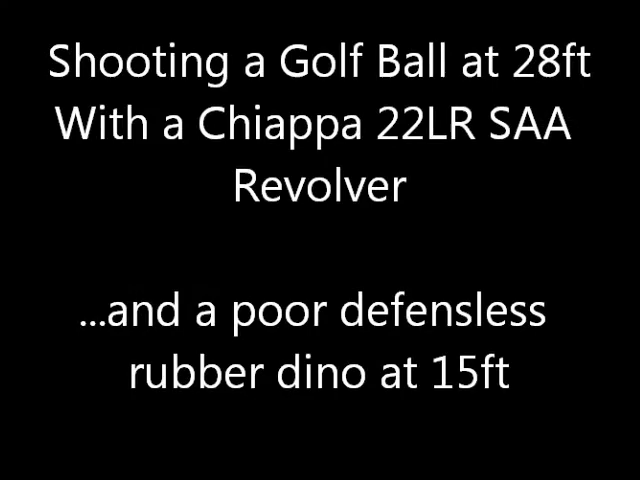 Shooting a Golf Ball at 28ft
With a Chiappa 22LR SAA
Revolver
...and a poor defensless
rubber dino at 15ft